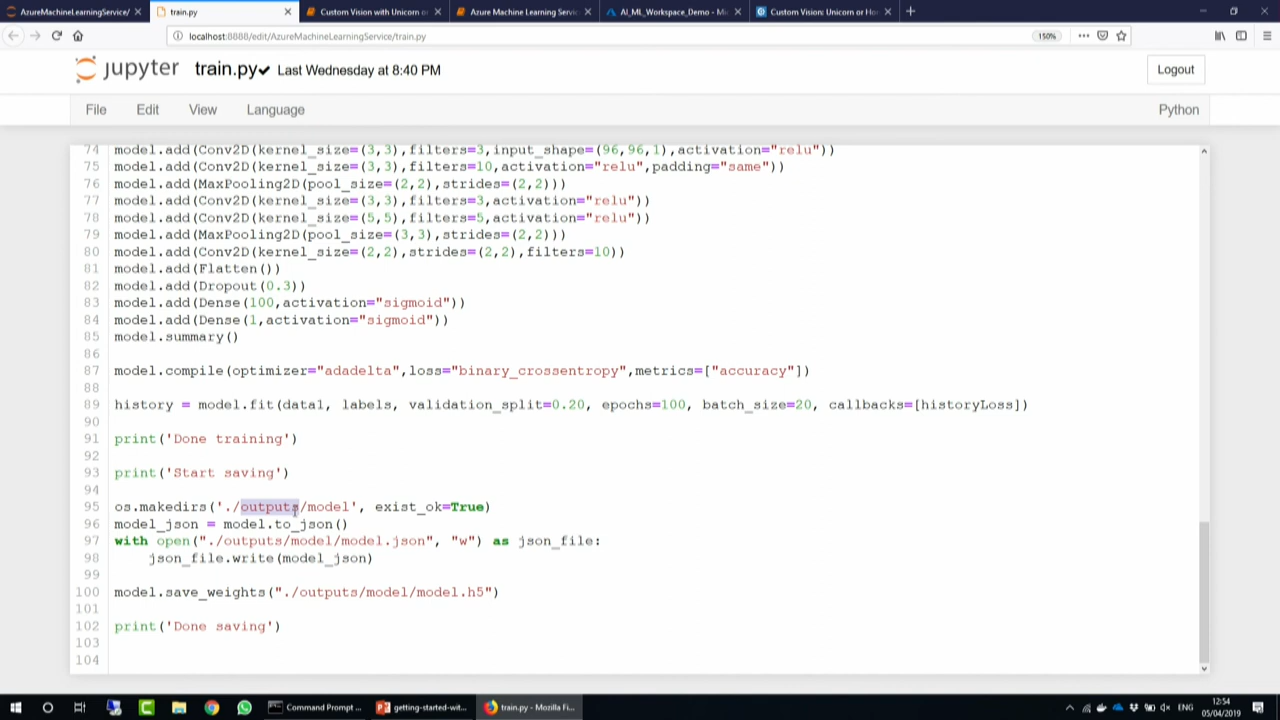 AzureMachineLearningService/
train.py
Custom Vision with Unicorn o
Azure Machine Learning Servic
AI_ML_Workspace_Demo - Mi
Custom Vision: Unicorn or Ho
localhost:8888/edit/AzureMachineLearningService/train.py
150%
jupyter train.py Last Wednesday at 8:40 PM
Logout
File Edit View Language
Python
74 model.add(Conv2D(kernel_size=(3,3),filters=3,input_shape=(96,96,1),activation="relu"))
75 model.add(Conv2D(kernel_size=(3,3),filters=10,activation="relu",padding="same"))
76 model.add(MaxPooling2D(pool_size=(2,2),strides=(2,2)))
77 model.add(Conv2D(kernel_size=(3,3),filters=3,activation="relu"))
78 model.add(Conv2D(kernel_size=(5,5),filters=5,activation="relu"))
79 model.add(MaxPooling2D(pool_size=(3,3),strides=(2,2)))
80 model.add(Conv2D(kernel_size=(2,2),strides=(2,2),filters=10))
81 model.add(Flatten())
82 model.add(Dropout(0.3))
83 model.add(Dense(100,activation="sigmoid"))
84 model.add(Dense(1,activation="sigmoid"))
85 model.summary()
86
87 model.compile(optimizer="adadelta",loss="binary_crossentropy",metrics=["accuracy"])
88
89 history = model.fit(data1, labels, validation_split=0.20, epochs=100, batch_size=20, callbacks=[historyLoss])
90
91 print('Done training')
92
93 print('Start saving')
94
95 os.makedirs('./outputs/model', exist_ok=True)
96 model_json = model.to_json()
97 with open("./outputs/model/model.json", "w") as json_file:
98 json_file.write(model_json)
99
100 model.save_weights("./outputs/model/model.h5")
101
102 print('Done saving')
103
104
Command Prompt ...
getting-started-wit...
train.py - Mozilla Fi...
ENG
12:54
05/04/2019